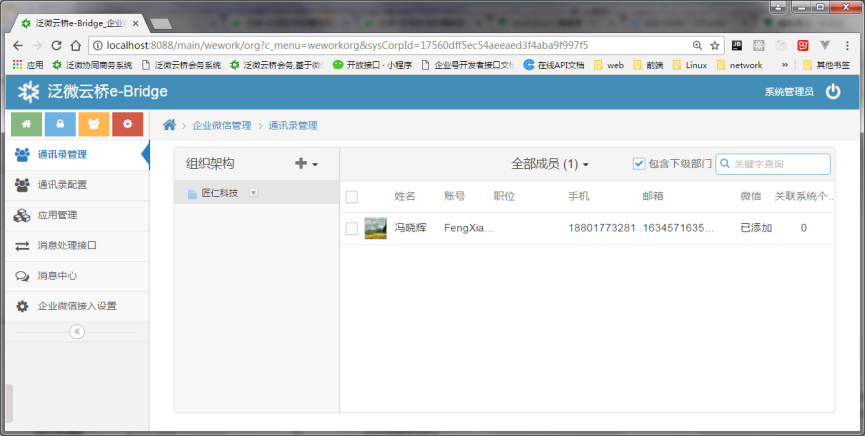 泛微云桥e-Bridge_企业
localhost:8088/main/wework/org?c_menu=weworkorg&sysCorpId=17560dff5ec54aeeaed3f4aba9f997f5
应用 泛微协同商务系统 泛微云桥会务系统 泛微云桥会务,基于微 开放接口 · 小程序 企业号开发者接口文档 在线API文档 web 前端 Linux network » 其他书签
泛微云桥e-Bridge 系统管理员
企业微信管理 > 通讯录管理
通讯录管理
通讯录配置
应用管理
消息处理接口
消息中心
企业微信接入设置
组织架构
匠仁科技
全部成员 (1) 包含下级部门 关键字查询
姓名 账号 职位 手机 邮箱 微信 关联系统个...
冯晓辉 FengXia... 18801773281 1634571635... 已添加 0